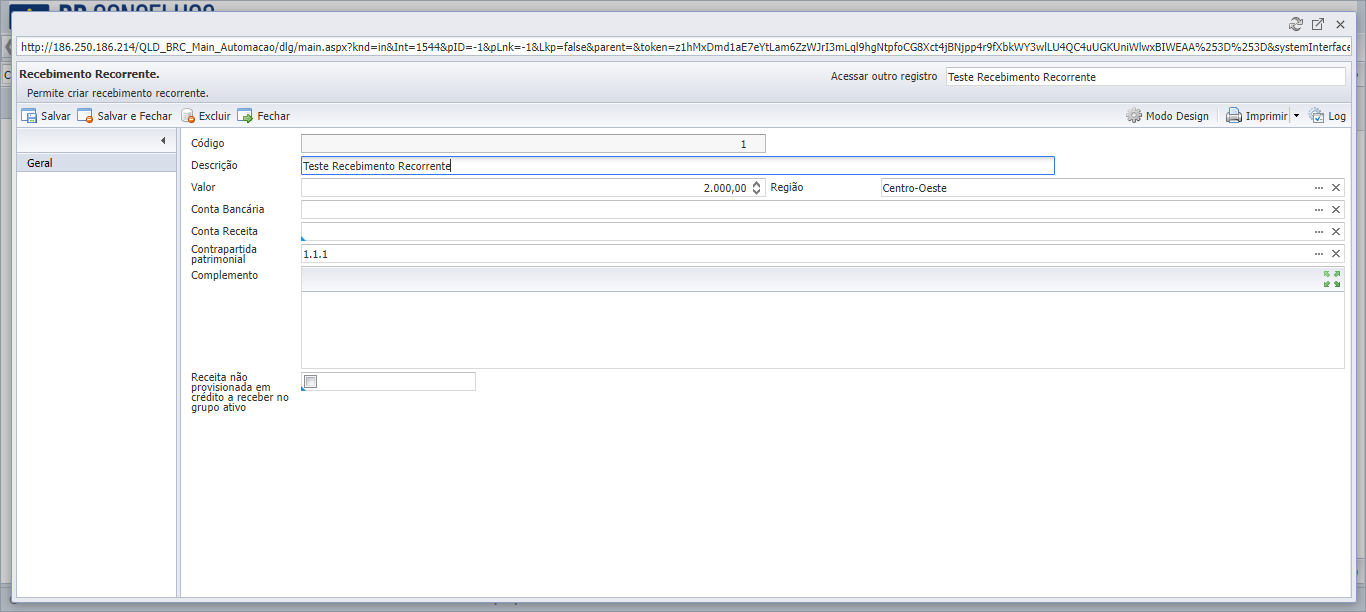 http://186.250.186.214/QLD_BRC_Main_Automacao/dlg/main.aspx?knd=in&Int=1544&pID=-1&pLnk=-1&Lkp=false&parent=&token=z1hMxDmd1aE7eYtLam6ZzWJrI3mLql9hgNtpfoCG8Xct4jBNjpp4r9fXbkWY3wlLU4QC4uUGKUniWlwxBIWEAA%253D%253D&systemInterface
Recebimento Recorrente.
Acessar outro registro Teste Recebimento Recorrente
Permite criar recebimento recorrente.
Salvar Salvar e Fechar Excluir Fechar Modo Design Imprimir Log
Geral
Código 1
Descrição Teste Recebimento Recorrente
Valor 2.000,00 Região Centro-Oeste
Conta Bancária
Conta Receita
Contrapartida
patrimonial
1.1.1
Complemento
Receita não
provisionada em
crédito a receber no
grupo ativo